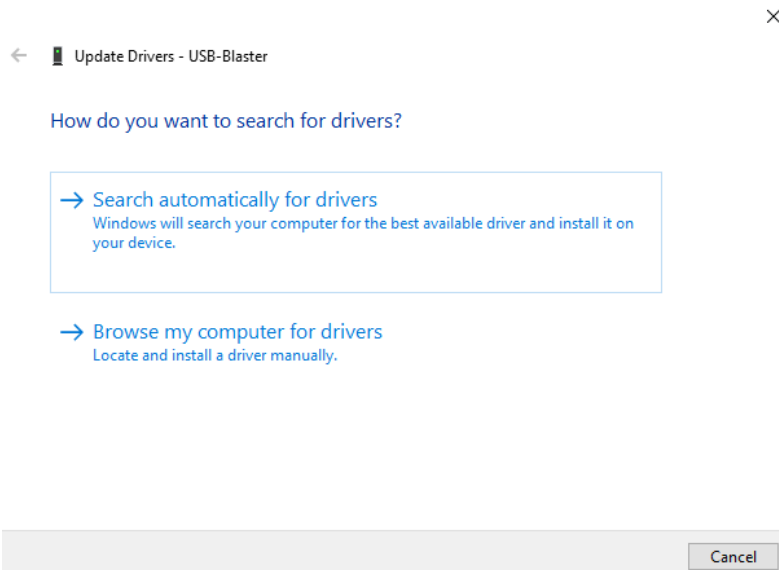 Update Drivers - USB-Blaster
How do you want to search for drivers?
Search automatically for drivers
Windows will search your computer for the best available driver and install it on
your device.
Browse my computer for drivers
Locate and install a driver manually.
Cancel